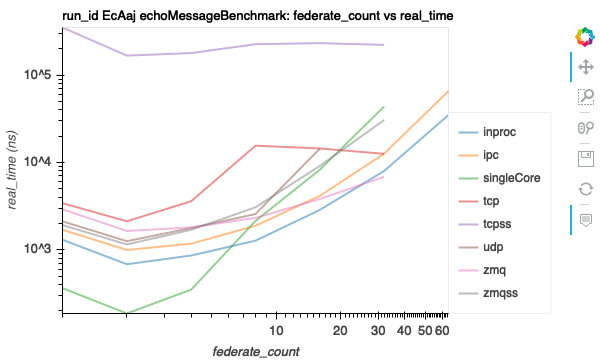 run_id EcAaj echoMessageBenchmark: federate_count vs real_time
10^5
10^4
10^3
real_time (ns)
10
20
30
40
50
60
federate_count
inproc
ipc
singleCore
tcp
tcpss
udp
zmq
zmqss